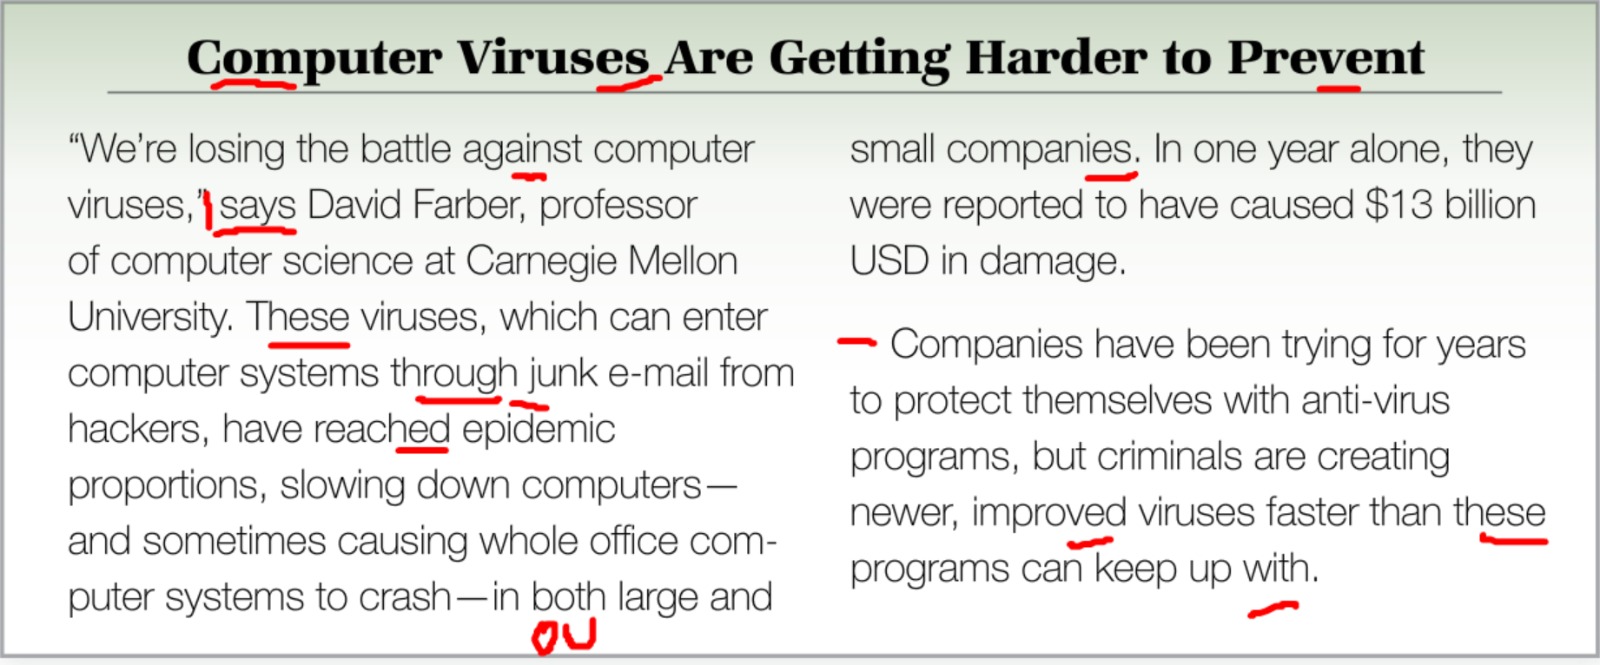 Computer Viruses Are Getting Harder to Prevent
“We’re losing the battle against computer
viruses,” says David Farber, professor
of computer science at Carnegie Mellon
University. These viruses, which can enter
computer systems through junk e-mail from
hackers, have reached epidemic
proportions, slowing down computers—
and sometimes causing whole office com-
puter systems to crash—in both large and
ou
small companies. In one year alone, they
were reported to have caused $13 billion
USD in damage.
Companies have been trying for years
to protect themselves with anti-virus
programs, but criminals are creating
newer, improved viruses faster than these
programs can keep up with.